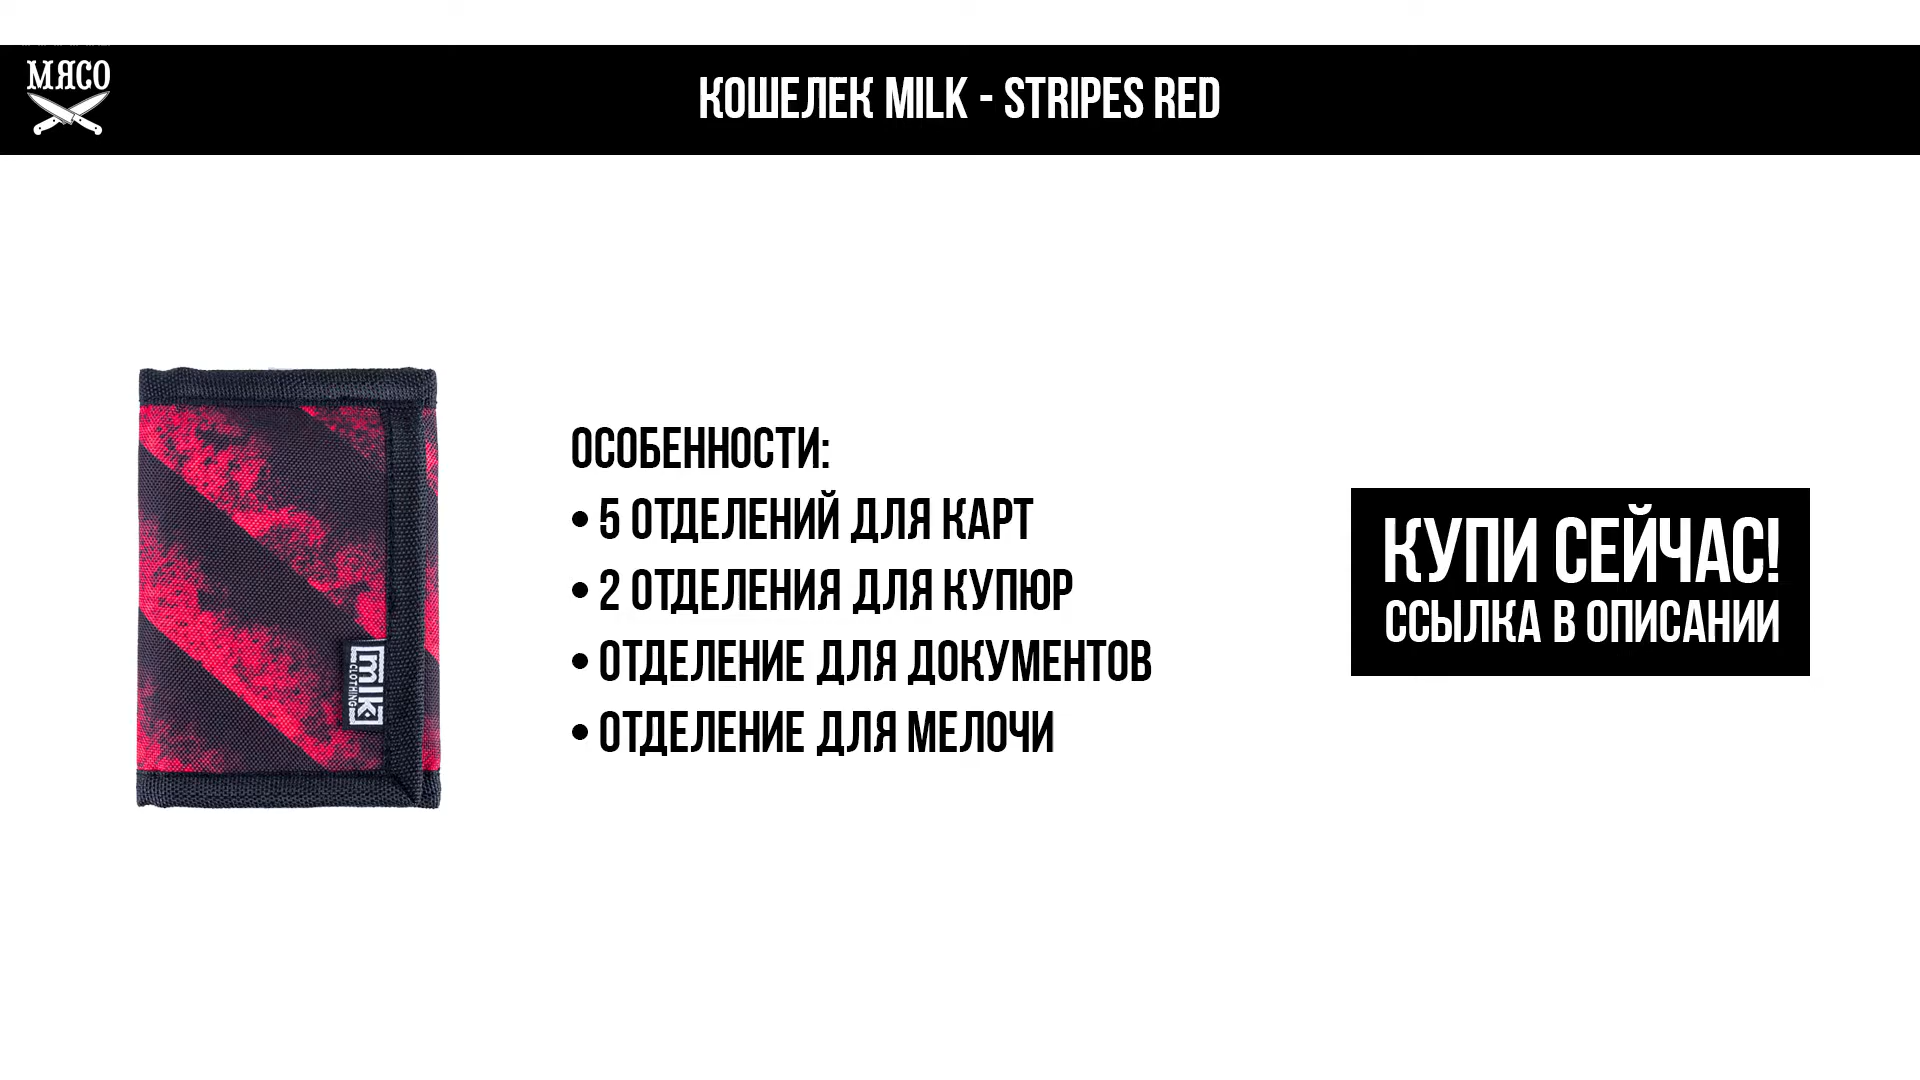 МЯСО
КОШЕЛЕК MILK - STRIPES RED
ОСОБЕННОСТИ:
• 5 ОТДЕЛЕНИЙ ДЛЯ КАРТ
• 2 ОТДЕЛЕНИЯ ДЛЯ КУПЮР
• ОТДЕЛЕНИЕ ДЛЯ ДОКУМЕНТОВ
• ОТДЕЛЕНИЕ ДЛЯ МЕЛОЧИ
milk
CLOTHING
КУПИ СЕЙЧАС!
ССЫЛКА В ОПИСАНИИ